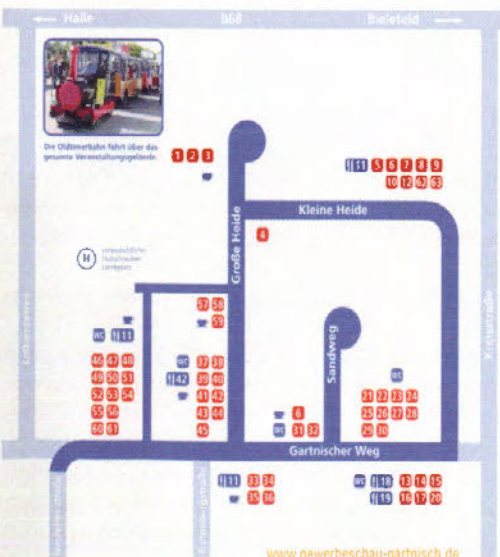 Halle B68 Bielefeld
Die Oldtimerbahn fährt über das
gesamte Veranstaltungsgelände.
1 2 3
11 5 6 7 8 9
10 12 62 63
Kleine Heide
Große Heide
4
H
57 58
59
WC 11
46 47 48
49 50 51
52 53 54
55 56
60 61
WC 37 38
42 39 40
41 42
43 44
45
Sandweg
6
WC 31 32
WC
21 22 23 24
25 26 27 28
29 30
Gartnischer Weg
11 33 34
35 36
WC 18 13 14 15
19 16 17 20
www.gewerbeschau-gartnisch.de